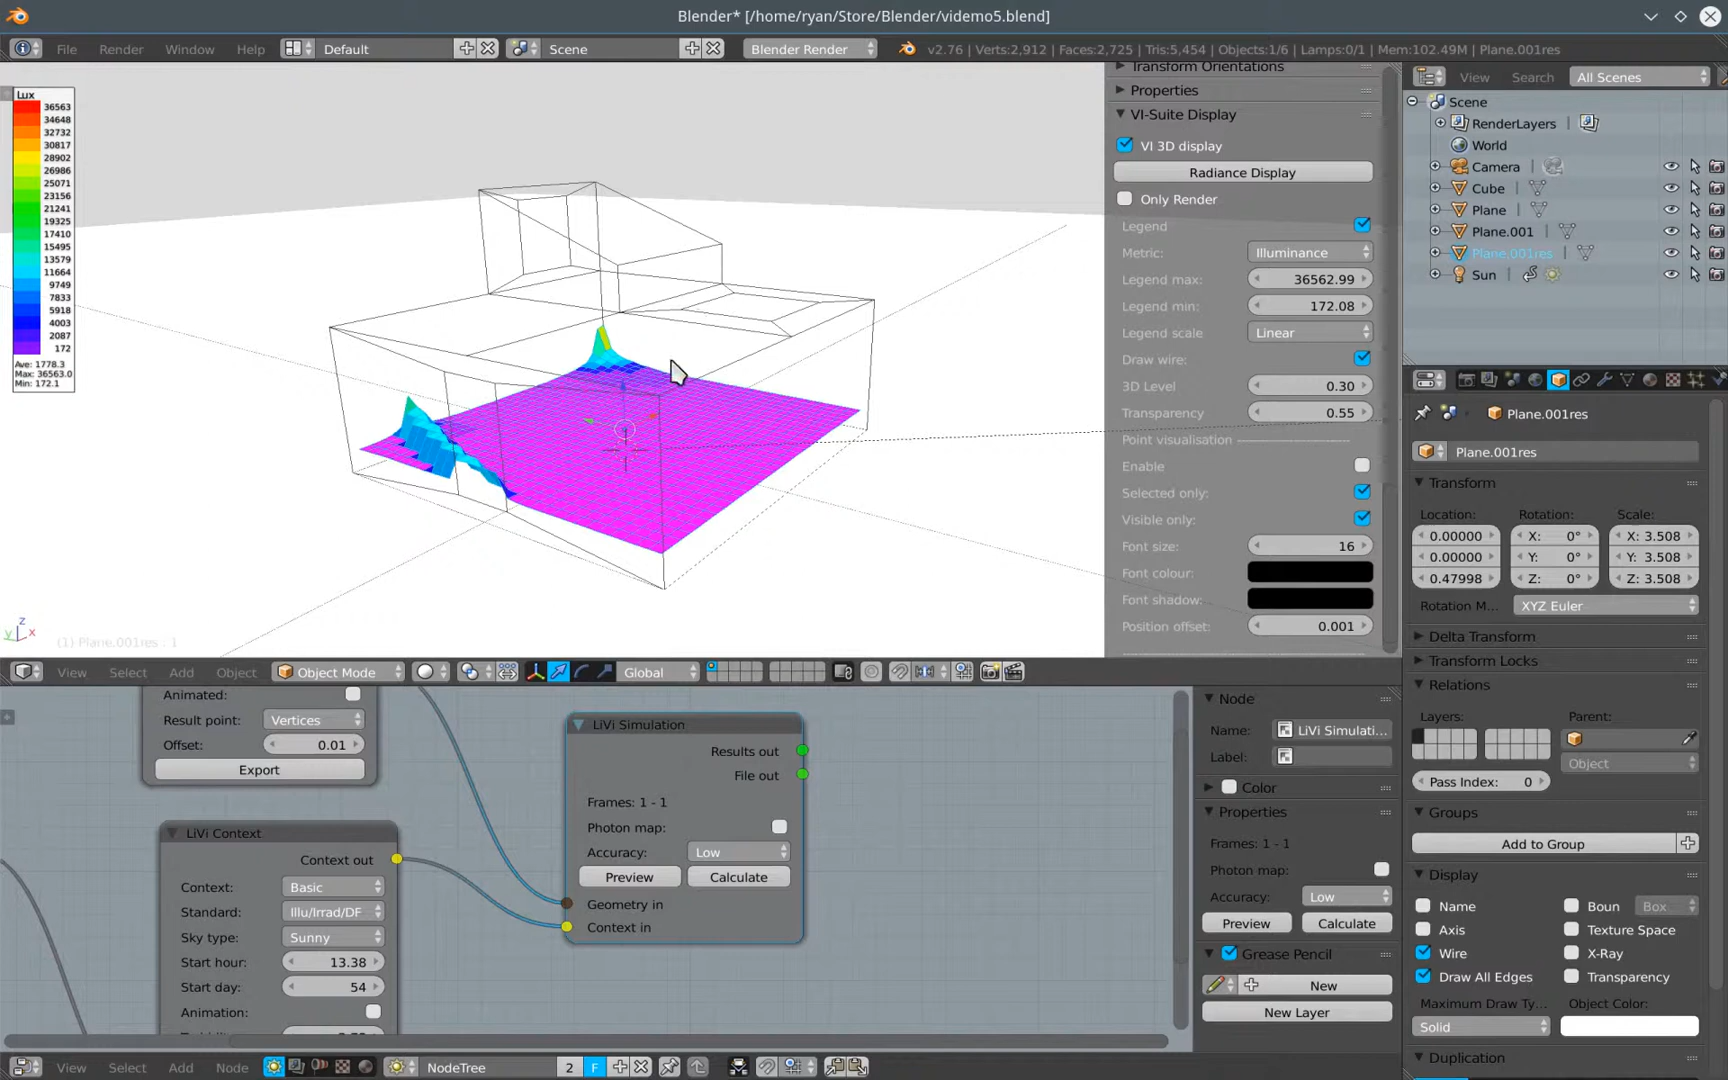 Blender* [/home/ryan/Store/Blender/videmo5.blend]
File Render Window Help Default Scene Blender Render v2.76 | Verts:2,912 | Faces:2,725 | Tris:5,454 | Objects:1/6 | Lamps:0/1 | Mem:102.49M | Plane.001res
Lux
36563
34648
32732
30817
28902
26986
25071
23156
21241
19325
17410
15495
13579
11664
9749
7833
5918
4003
2087
172
Ave: 1778.3
Max: 36563.0
Min: 172.1
z
y x
(1) Plane.001res : 1
Transform Orientations
Properties
VI-Suite Display
VI 3D display
Radiance Display
Only Render
Legend
Metric: Illuminance
Legend max: 36562.99
Legend min: 172.08
Legend scale Linear
Draw wire:
3D Level 0.30
Transparency 0.55
Point visualisation
Enable
Selected only:
Visible only:
Font size: 16
Font colour:
Font shadow:
Position offset: 0.001
View Search All Scenes
Scene
RenderLayers
World
Camera
Cube
Plane
Plane.001
Plane.001res
Sun
Plane.001res
Plane.001res
Transform
Location: Rotation: Scale:
0.00000 X: 0° X: 3.508
0.00000 Y: 0° Y: 3.508
0.47998 Z: 0° Z: 3.508
Rotation M... XYZ Euler
Delta Transform
Transform Locks
Relations
Layers: Parent:
Object
Pass Index: 0
Groups
Add to Group
Display
Name Boun Box
Axis Texture Space
Wire X-Ray
Draw All Edges Transparency
Maximum Draw Ty... Object Color:
Solid
Duplication
View Select Add Object Object Mode Global
Animated:
Result point: Vertices
Offset: 0.01
Export
LiVi Context
Context out
Context: Basic
Standard: Illu/Irrad/DF
Sky type: Sunny
Start hour: 13.38
Start day: 54
Animation:
LiVi Simulation
Results out
File out
Frames: 1 - 1
Photon map:
Accuracy: Low
Preview Calculate
Geometry in
Context in
Node
Name: LiVi Simulati...
Label:
Color
Properties
Frames: 1 - 1
Photon map:
Accuracy: Low
Preview Calculate
Grease Pencil
New
New Layer
View Select Add Node NodeTree 2 F